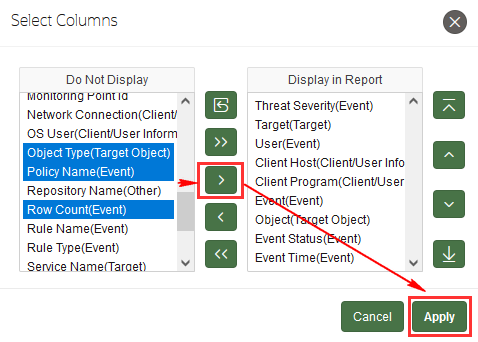 Select Columns
Do Not Display
Monitoring Point Id
Network Connection(Client/
OS User(Client/User Inform
Object Type(Target Object)
Policy Name(Event)
Repository Name(Other)
Row Count(Event)
Rule Name(Event)
Rule Type(Event)
Service Name(Target)
Display in Report
Threat Severity(Event)
Target(Target)
User(Event)
Client Host(Client/User Info
Client Program(Client/User
Event(Event)
Object(Target Object)
Event Status(Event)
Event Time(Event)
Cancel
Apply